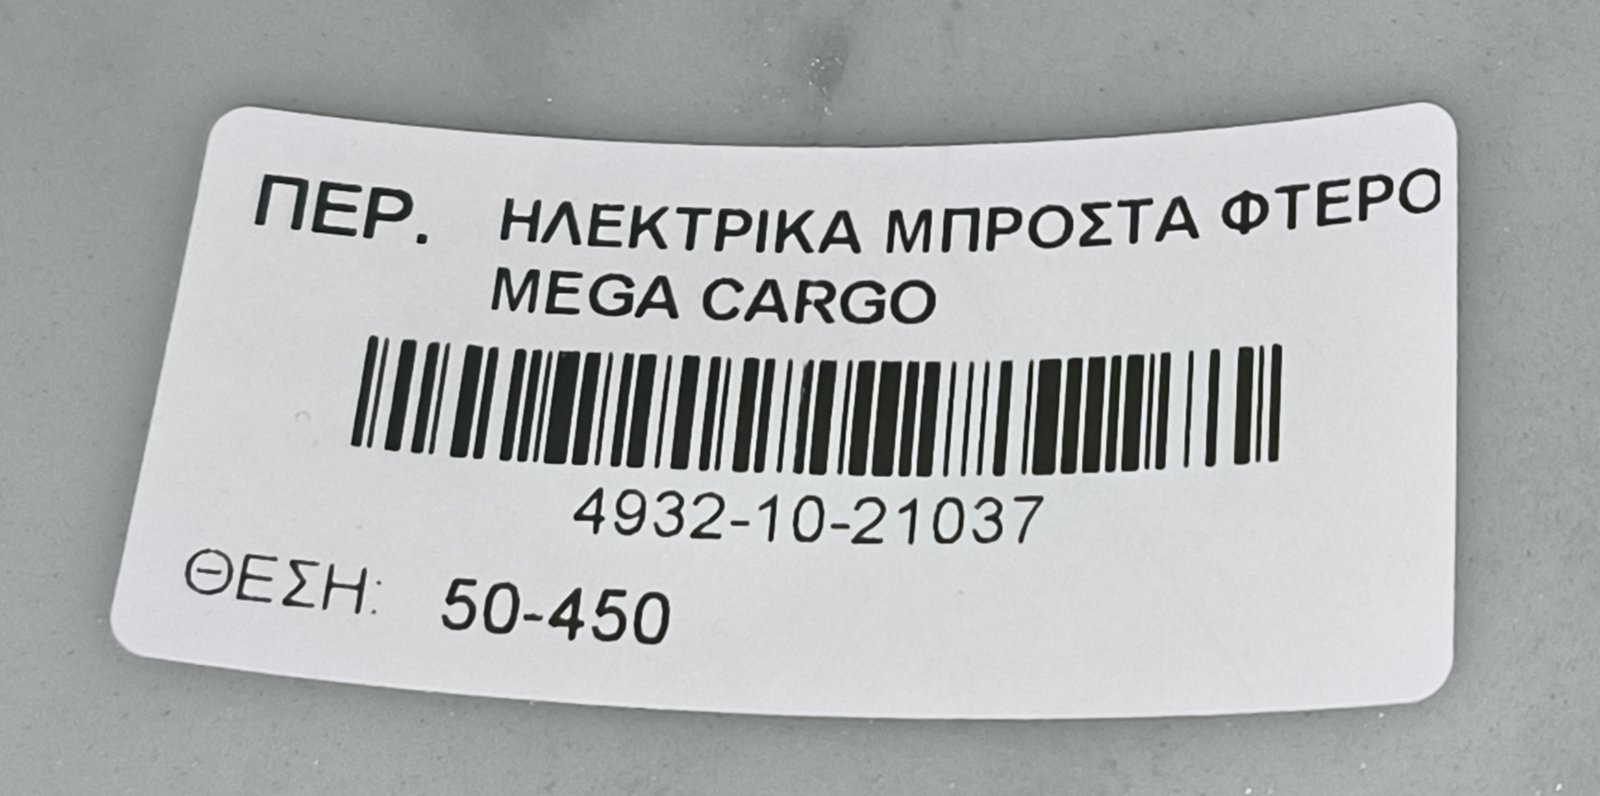 ΠΕΡ. ΗΛΕΚΤΡΙΚΑ ΜΠΡΟΣΤΑ ΦΤΕΡΟ
MEGA CARGO
4932-10-21037
ΘΕΣΗ: 50-450